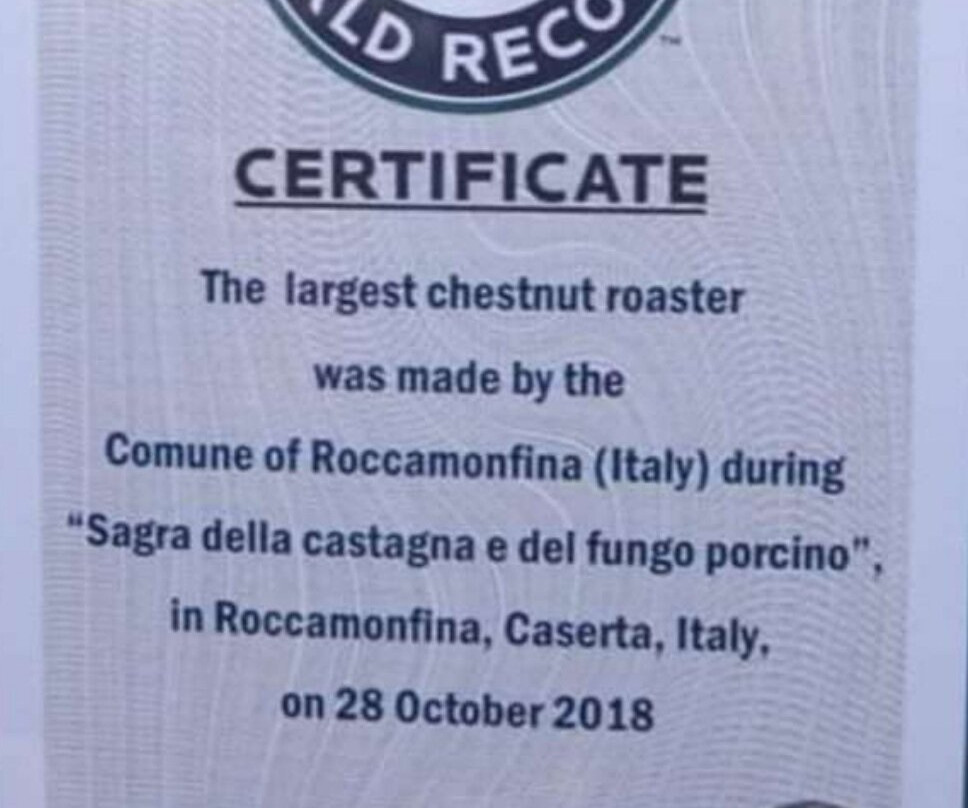 LD RECO
™
CERTIFICATE
The largest chestnut roaster
was made by the
Comune of Roccamonfina (Italy) during
“Sagra della castagna e del fungo porcino”,
in Roccamonfina, Caserta, Italy,
on 28 October 2018